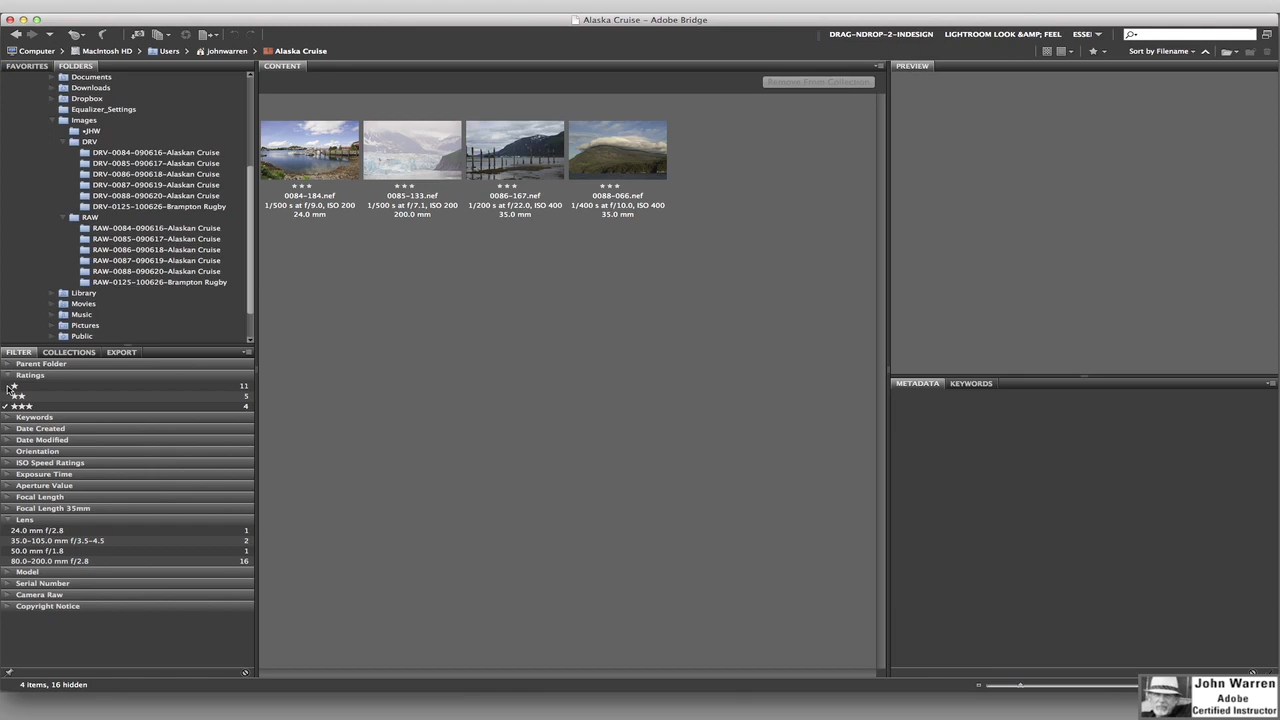 Alaska Cruise – Adobe Bridge
DRAG-NDROP-2-INDESIGN LIGHTROOM LOOK &AMP; FEEL ESSEI
Computer MacIntosh HD Users johnwarren Alaska Cruise
Sort by Filename
FAVORITES FOLDERS
Documents
Downloads
Dropbox
Equalizer_Settings
Images
•JHW
DRV
DRV-0084-090616-Alaskan Cruise
DRV-0085-090617-Alaskan Cruise
DRV-0086-090618-Alaskan Cruise
DRV-0087-090619-Alaskan Cruise
DRV-0088-090620-Alaskan Cruise
DRV-0125-100626-Brampton Rugby
RAW
RAW-0084-090616-Alaskan Cruise
RAW-0085-090617-Alaskan Cruise
RAW-0086-090618-Alaskan Cruise
RAW-0087-090619-Alaskan Cruise
RAW-0088-090620-Alaskan Cruise
RAW-0125-100626-Brampton Rugby
Library
Movies
Music
Pictures
Public
FILTER COLLECTIONS EXPORT
Parent Folder
Ratings
★ 11
★★ 5
✓ ★★★ 4
Keywords
Date Created
Date Modified
Orientation
ISO Speed Ratings
Exposure Time
Aperture Value
Focal Length
Focal Length 35mm
Lens
24.0 mm f/2.8 1
35.0-105.0 mm f/3.5-4.5 2
50.0 mm f/1.8 1
80.0-200.0 mm f/2.8 16
Model
Serial Number
Camera Raw
Copyright Notice
4 items, 16 hidden
CONTENT
Remove From Collection
★★★ ★★★ ★★★ ★★★
0084-184.nef 0085-133.nef 0086-167.nef 0088-066.nef
1/500 s at f/9.0, ISO 200 1/500 s at f/7.1, ISO 200 1/200 s at f/22.0, ISO 400 1/400 s at f/10.0, ISO 400
24.0 mm 200.0 mm 35.0 mm 35.0 mm
PREVIEW
METADATA KEYWORDS
John Warren
Adobe
Certified Instructor